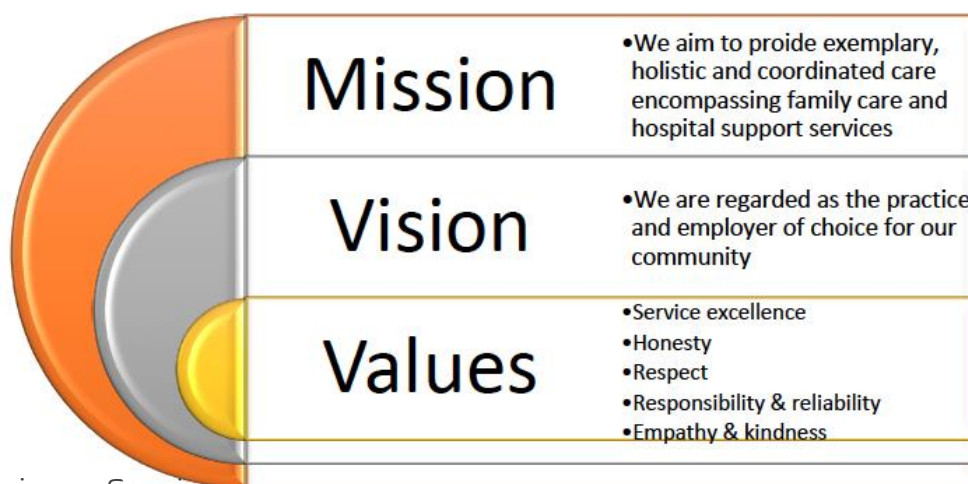 Mission
•We aim to proide exemplary,
holistic and coordinated care
encompassing family care and
hospital support services
Vision
•We are regarded as the practice
and employer of choice for our
community
Values
•Service excellence
•Honesty
•Respect
•Responsibility & reliability
•Empathy & kindness